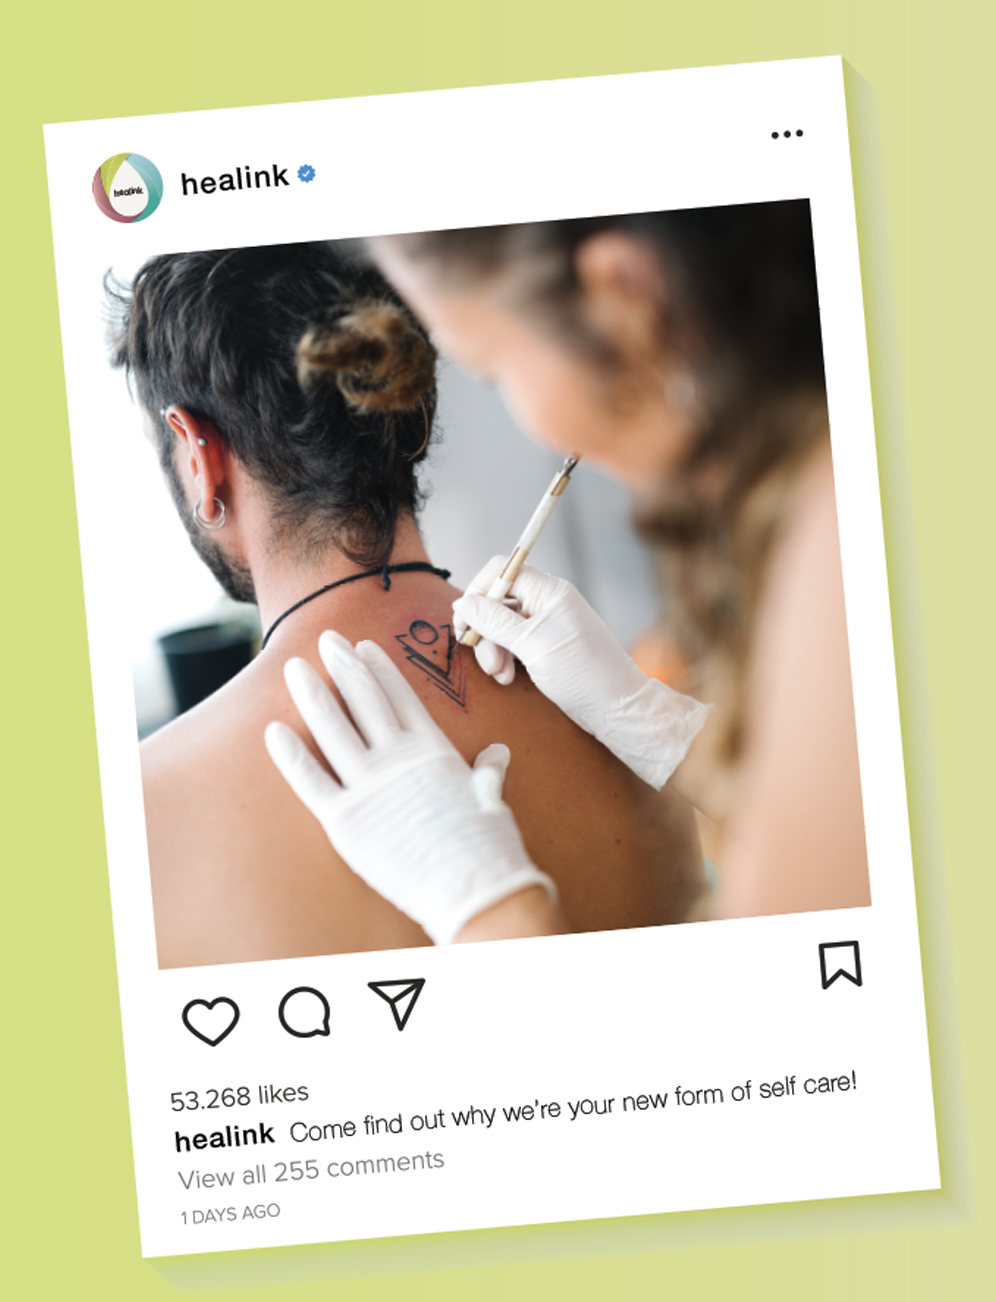 healink
healink
53.268 likes
healink Come find out why we're your new form of self care!
View all 255 comments
1 DAYS AGO